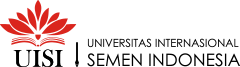 UISI
UNIVERSITAS INTERNASIONAL
SEMEN INDONESIA